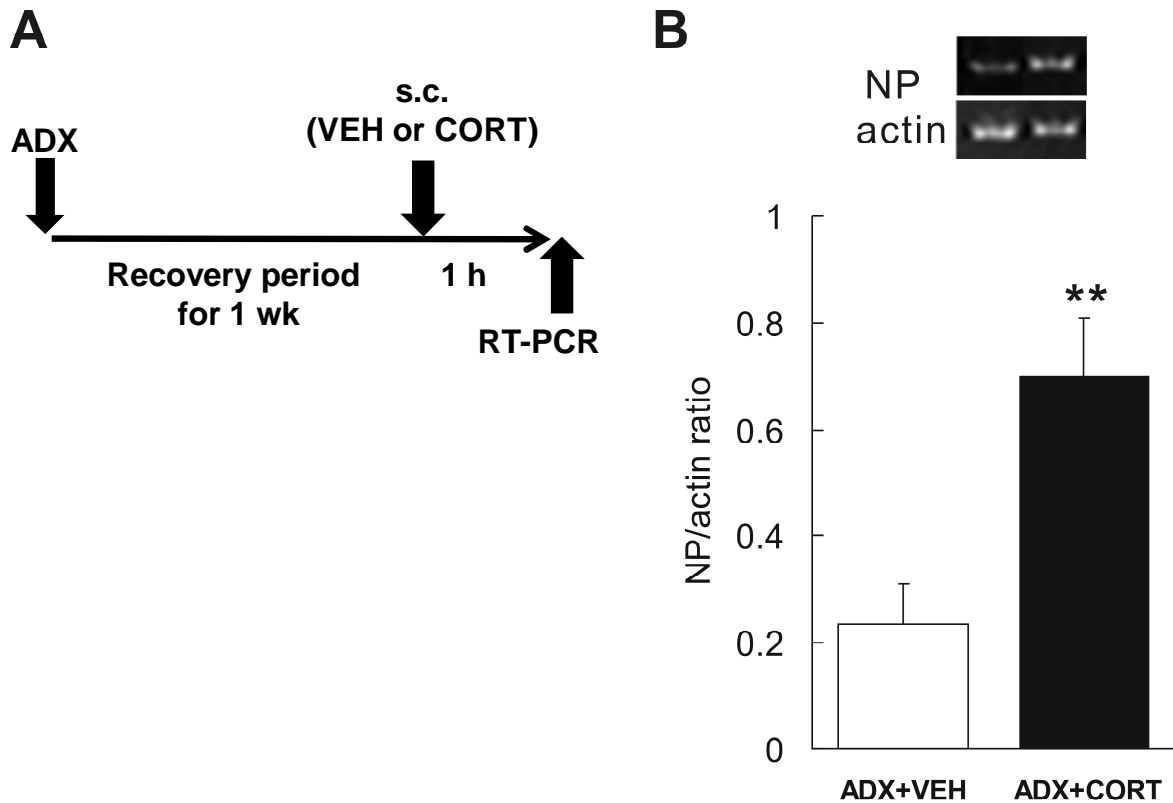 A
ADX
s.c.
(VEH or CORT)
Recovery period
for 1 wk
1 h
RT-PCR
B
NP
actin
NP/actin ratio
1
0.8
0.6
0.4
0.2
0
**
ADX+VEH
ADX+CORT